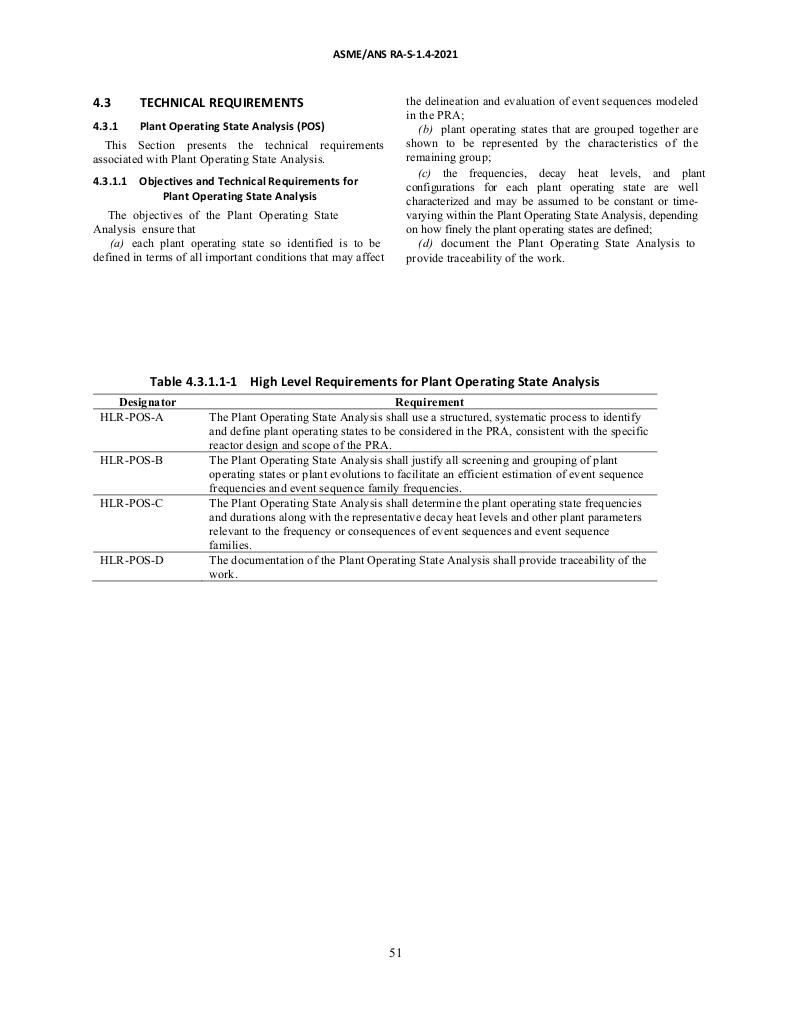 ASME/ANS RA-S-1.4-2021
4.3 TECHNICAL REQUIREMENTS
4.3.1 Plant Operating State Analysis (POS)
This Section presents the technical requirements
associated with Plant Operating State Analysis.
4.3.1.1 Objectives and Technical Requirements for
Plant Operating State Analysis
The objectives of the Plant Operating State
Analysis ensure that
(a) each plant operating state so identified is to be
defined in terms of all important conditions that may affect
the delineation and evaluation of event sequences modeled
in the PRA;
(b) plant operating states that are grouped together are
shown to be represented by the characteristics of the
remaining group;
(c) the frequencies, decay heat levels, and plant
configurations for each plant operating state are well
characterized and may be assumed to be constant or time-
varying within the Plant Operating State Analysis, depending
on how finely the plant operating states are defined;
(d) document the Plant Operating State Analysis to
provide traceability of the work.
Table 4.3.1.1-1 High Level Requirements for Plant Operating State Analysis
Designator Requirement
HLR-POS-A The Plant Operating State Analysis shall use a structured, systematic process to identify
and define plant operating states to be considered in the PRA, consistent with the specific
reactor design and scope of the PRA.
HLR-POS-B The Plant Operating State Analysis shall justify all screening and grouping of plant
operating states or plant evolutions to facilitate an efficient estimation of event sequence
frequencies and event sequence family frequencies.
HLR-POS-C The Plant Operating State Analysis shall determine the plant operating state frequencies
and durations along with the representative decay heat levels and other plant parameters
relevant to the frequency or consequences of event sequences and event sequence
families.
HLR-POS-D The documentation of the Plant Operating State Analysis shall provide traceability of the
work.
51